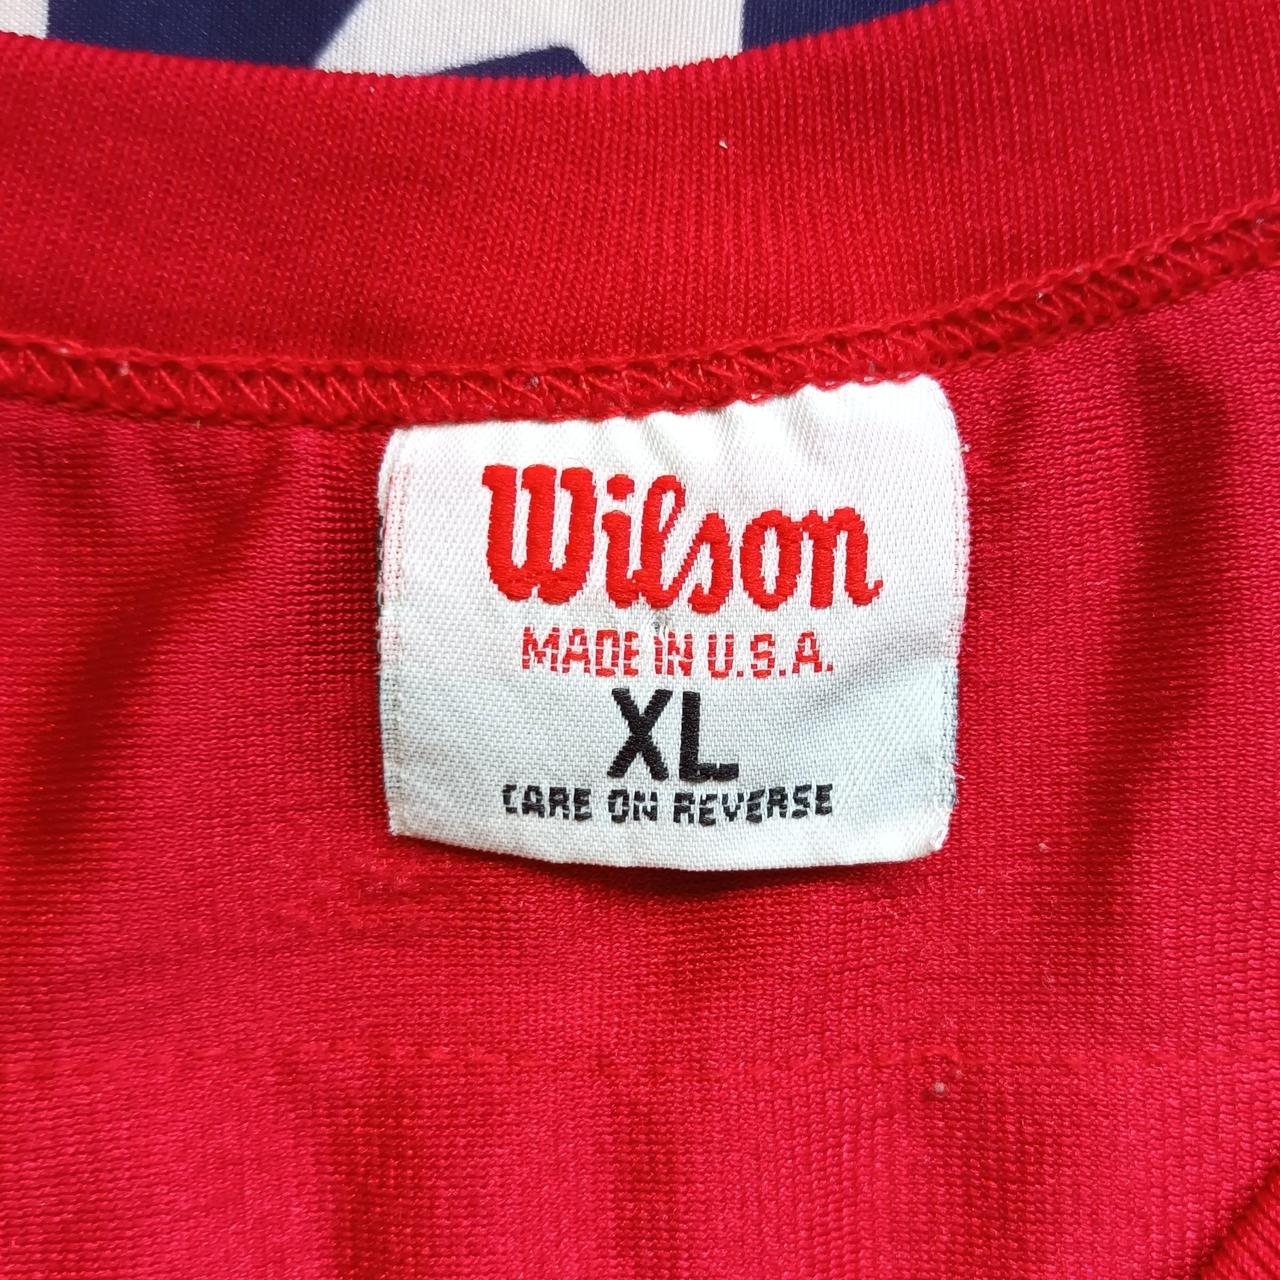 Wilson
MADE IN U.S.A.
XL
CARE ON REVERSE